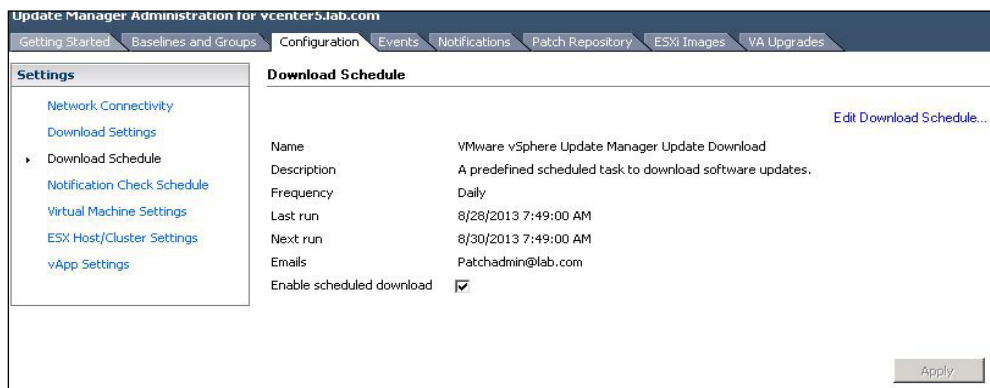 Update Manager Administration for vcenter5.lab.com
Getting Started Baselines and Groups Configuration Events Notifications Patch Repository ESXi Images VA Upgrades
Settings
Network Connectivity
Download Settings
Download Schedule
Notification Check Schedule
Virtual Machine Settings
ESX Host/Cluster Settings
vApp Settings
Download Schedule
Edit Download Schedule...
Name VMware vSphere Update Manager Update Download
Description A predefined scheduled task to download software updates.
Frequency Daily
Last run 8/28/2013 7:49:00 AM
Next run 8/30/2013 7:49:00 AM
Emails Patchadmin@lab.com
Enable scheduled download
Apply